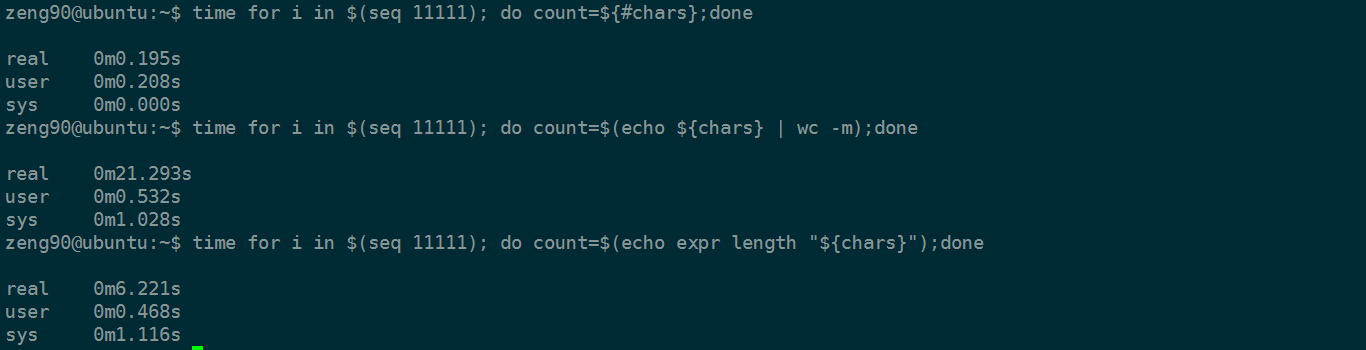 zeng90@ubuntu:~$ time for i in $(seq 11111); do count=${#chars};done
real 0m0.195s
user 0m0.208s
sys 0m0.000s
zeng90@ubuntu:~$ time for i in $(seq 11111); do count=$(echo ${chars} | wc -m);done
real 0m21.293s
user 0m0.532s
sys 0m1.028s
zeng90@ubuntu:~$ time for i in $(seq 11111); do count=$(echo expr length "${chars}");done
real 0m6.221s
user 0m0.468s
sys 0m1.116s